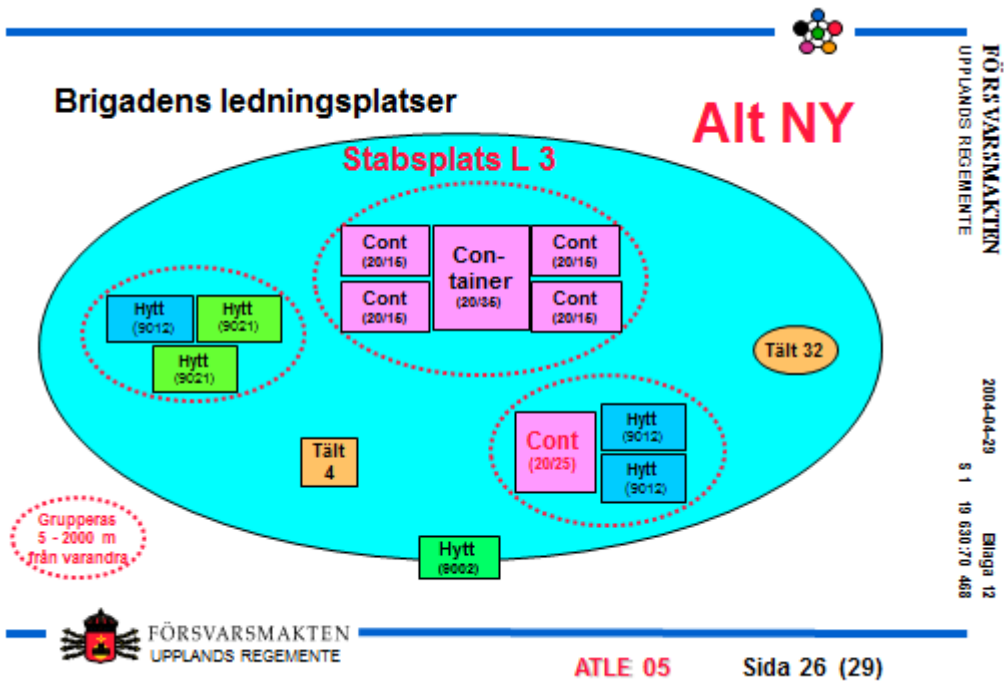 Brigadens ledningsplatser
Alt NY
Stabsplats L 3
Cont
(20/15)
Con-
tainer
(20/35)
Cont
(20/15)
Cont
(20/15)
Cont
(20/15)
Hytt
(9012)
Hytt
(9021)
Hytt
(9021)
Tält 32
Cont
(20/25)
Hytt
(9012)
Hytt
(9012)
Tält
4
Grupperas
5 - 2000 m
från varandra
Hytt
(9002)
FÖRSVARSMAKTEN
UPPLANDS REGEMENTE
2004-04-29 Bilaga 12
S 1 19 630:70 468
FÖRSVARSMAKTEN
UPPLANDS REGEMENTE
ATLE 05
Sida 26 (29)